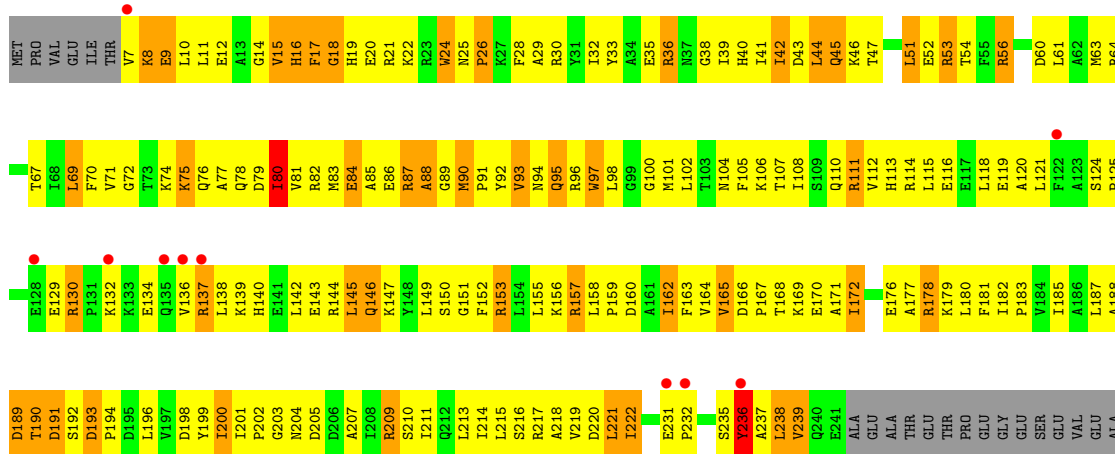 MET PRO VAL GLU ILE THR V7 K8 E9 L10 L11 E12 A13 G14 V15 H16 F17 G18 H19 E20 R21 K22 R23 W24 N25 P26 K27 F28 A29 R30 Y31 I32 Y33 A34 E35 R36 N37 G38 I39 H40 I41 I42 D43 L44 Q45 K46 T47 L51 E52 R53 T54 F55 R56 D60 L61 A62 M63 R64
T67 I68 L69 F70 V71 G72 T73 K74 K75 Q76 A77 Q78 D79 I80 V81 R82 M83 E84 A85 E86 R87 A88 G89 M90 P91 Y92 V93 N94 Q95 R96 W97 L98 G99 G100 M101 L102 T103 N104 F105 K106 T107 I108 S109 Q110 R111 V112 H113 R114 L115 E116 E117 L118 E119 A120 L121 F122 A123 S124 P125
E128 E129 R130 P131 K132 K133 E134 Q135 V136 R137 L138 K139 H140 E141 L142 E143 R144 L145 Q146 K147 Y148 L149 S150 G151 F152 R153 L154 L155 K156 R157 L158 P159 D160 A161 I162 F163 V164 V165 D166 P167 T168 K169 E170 A171 I172 E176 A177 R178 K179 L180 F181 I182 P183 V184 I185 A186 L187 A188
D189 T190 D191 S192 D193 P194 D195 L196 V197 D198 Y199 I200 I201 P202 G203 N204 D205 D206 A207 I208 R209 S210 I211 Q212 L213 I214 L215 S216 R217 A218 V219 D220 L221 I222 E231 P232 S235 Y236 A237 L238 V239 Q240 E241 ALA GLU ALA THR GLU THR PRO GLU GLY GLU SER GLU VAL GLU ALA